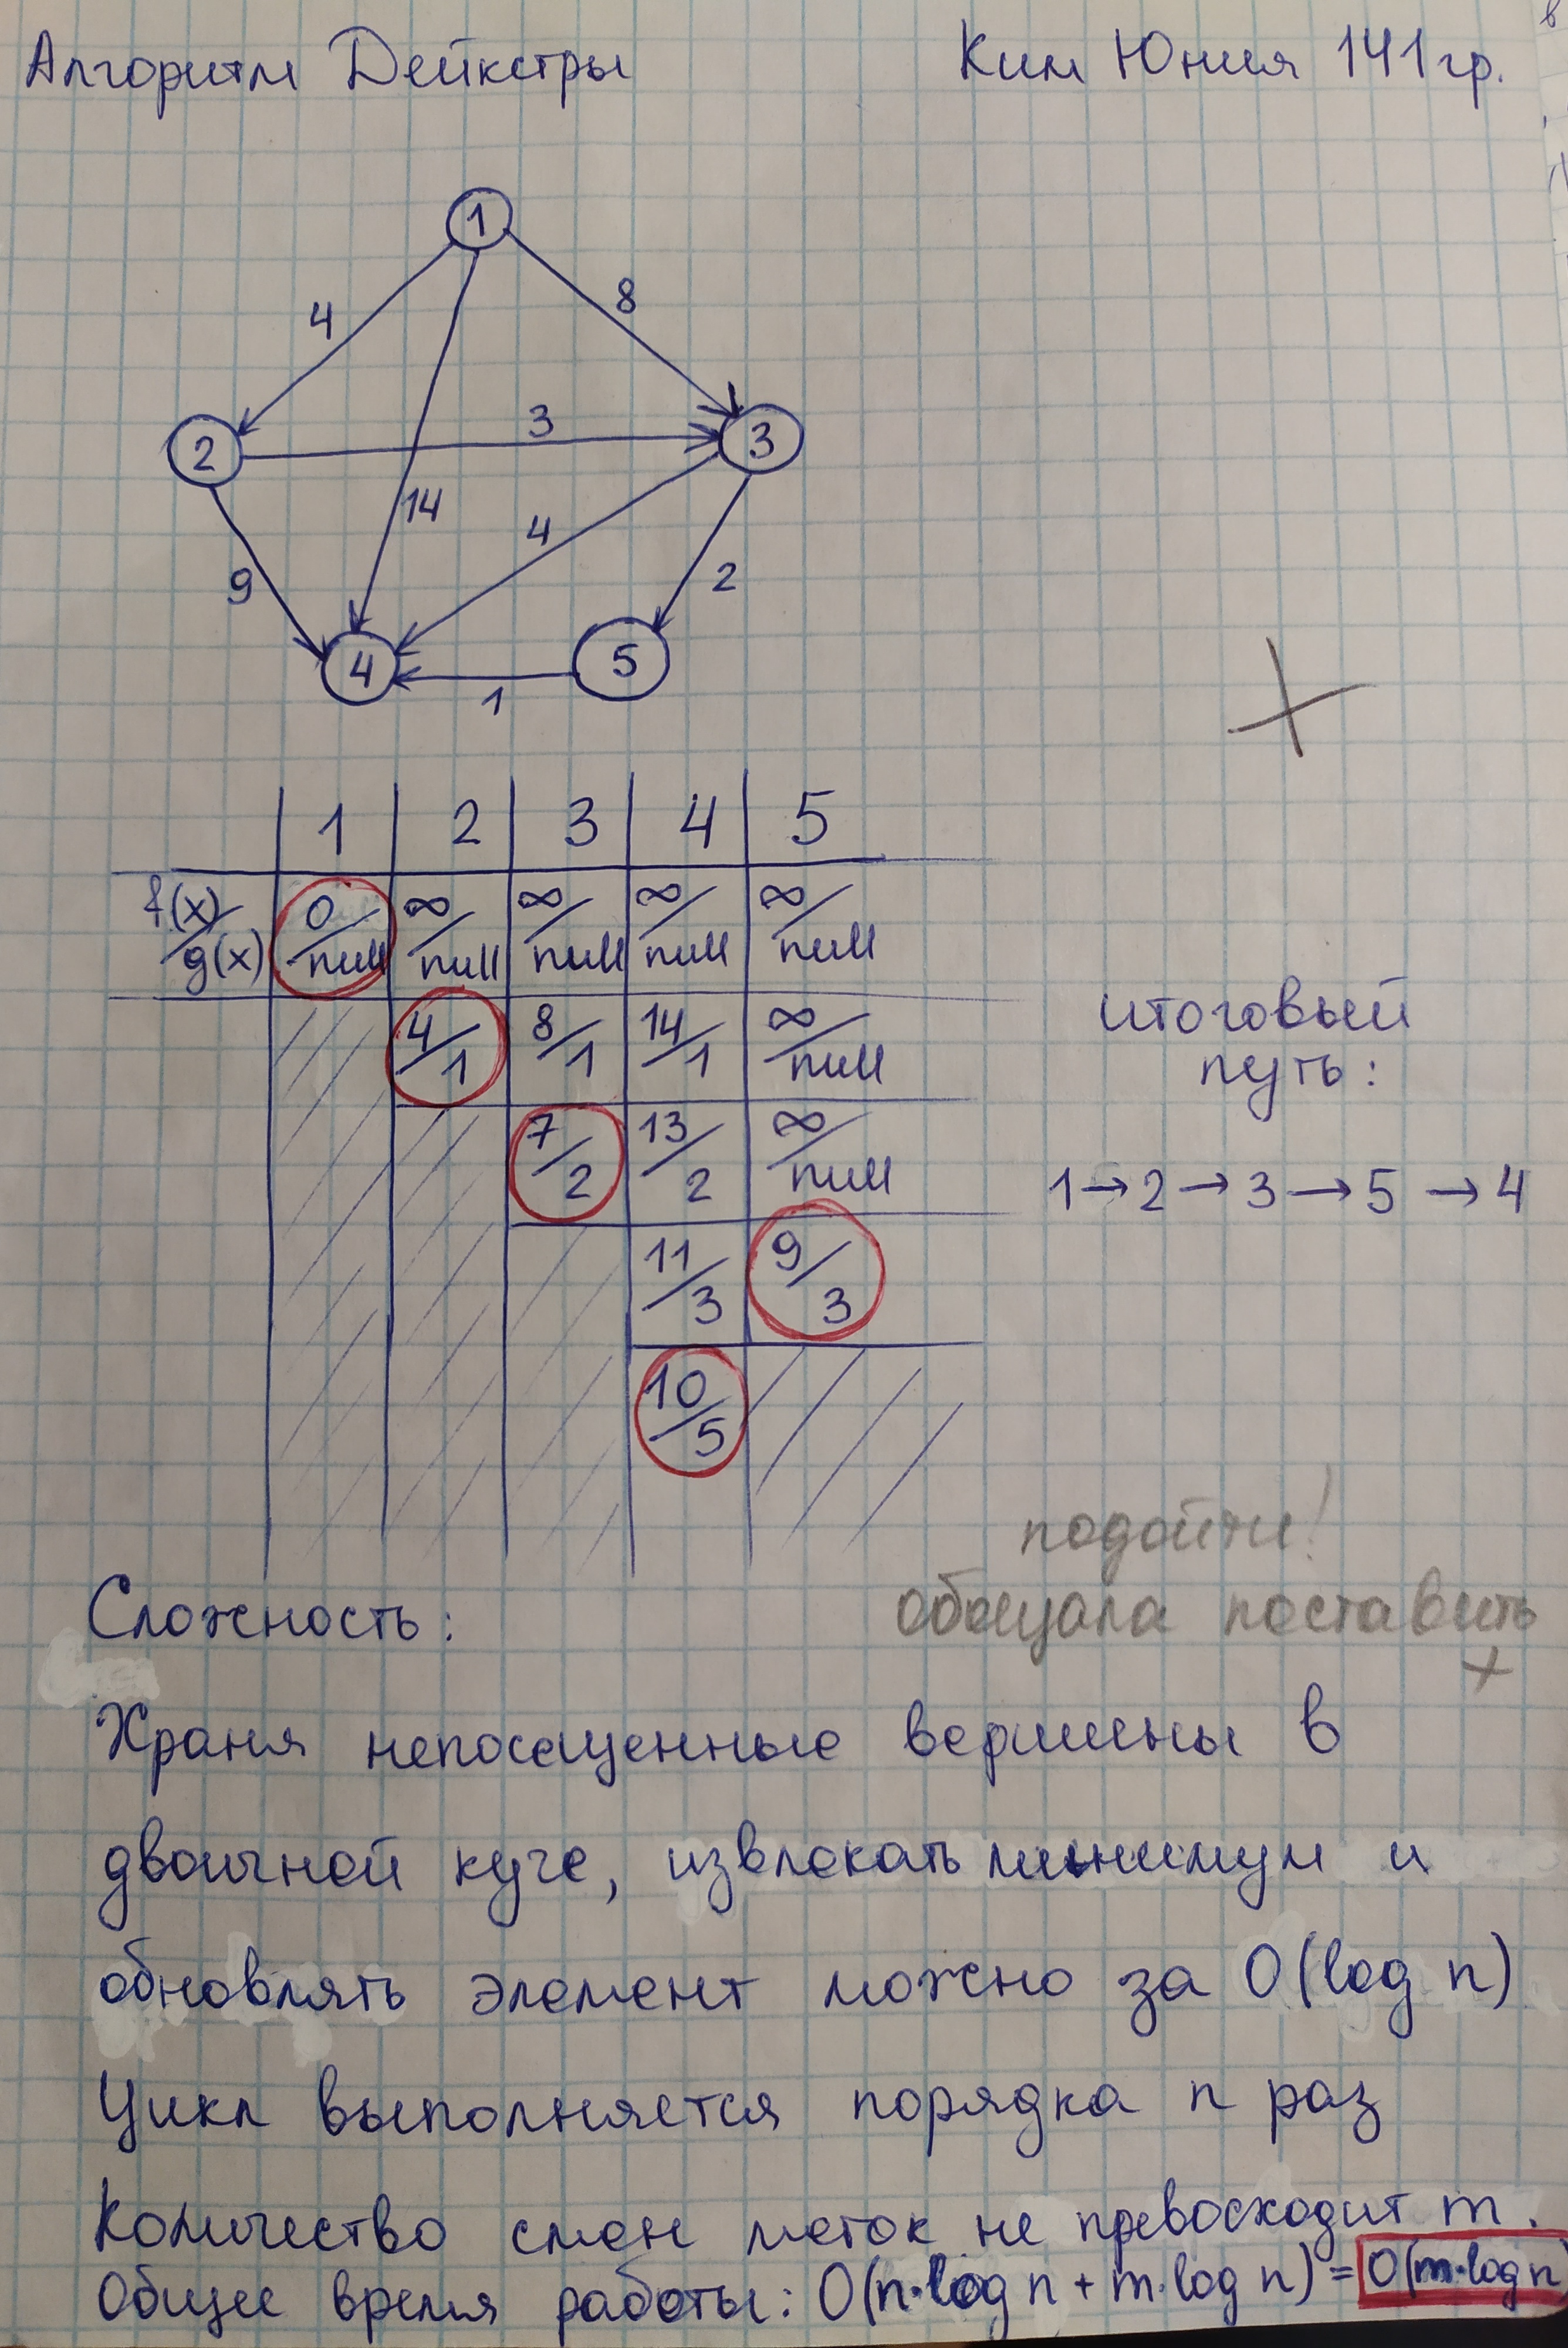 Алгоритм Дейкстры Ким Юния 141 гр.
1
4 8
3
2 3
14
4
9 2
4 5
1
1 2 3 4 5
f(x)/g(x) 0/null ∞/null ∞/null ∞/null ∞/null
4/1 8/1 14/1 ∞/null
7/2 13/2 ∞/null
11/3 9/3
10/5
итоговый
путь:
1→2→3→5→4
подойти!
обещала поставить
+
Сложность:
Храня непосещенные вершины в
двоичной куче, извлекать минимум и
обновлять элемент можно за O(log n)
Цикл выполняется порядка n раз
Количество смен меток не превосходит m.
Общее время работы: O(n·log n + m·log n) = O(m·log n)